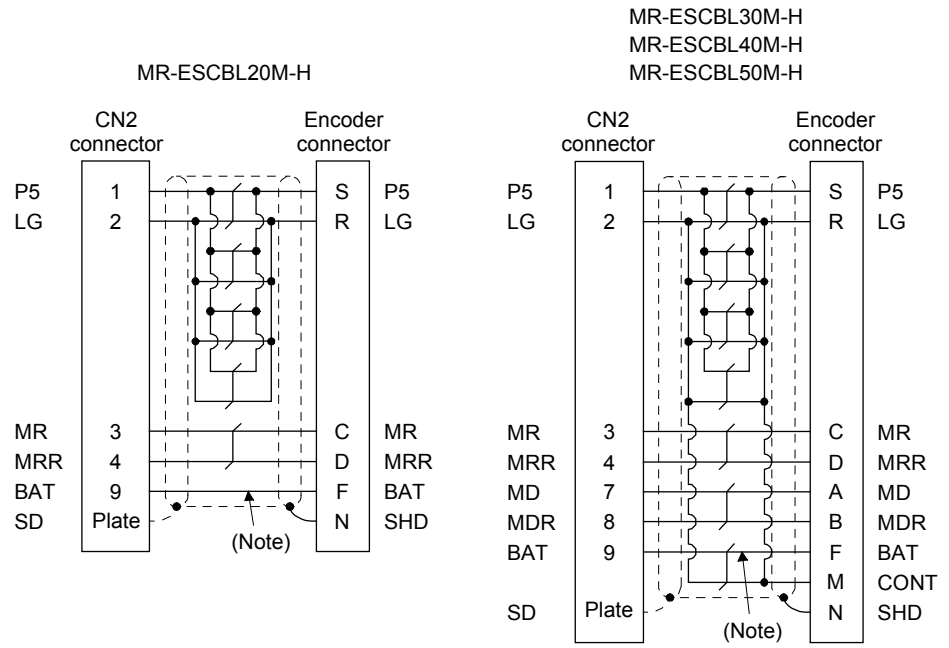 MR-ESCBL20M-H
CN2
connector
Encoder
connector
P5 1 S P5
LG 2 R LG
MR 3 C MR
MRR 4 D MRR
BAT 9 F BAT
SD Plate N SHD
(Note)
MR-ESCBL30M-H
MR-ESCBL40M-H
MR-ESCBL50M-H
CN2
connector
Encoder
connector
P5 1 S P5
LG 2 R LG
MR 3 C MR
MRR 4 D MRR
MD 7 A MD
MDR 8 B MDR
BAT 9 F BAT
M CONT
SD Plate N SHD
(Note)